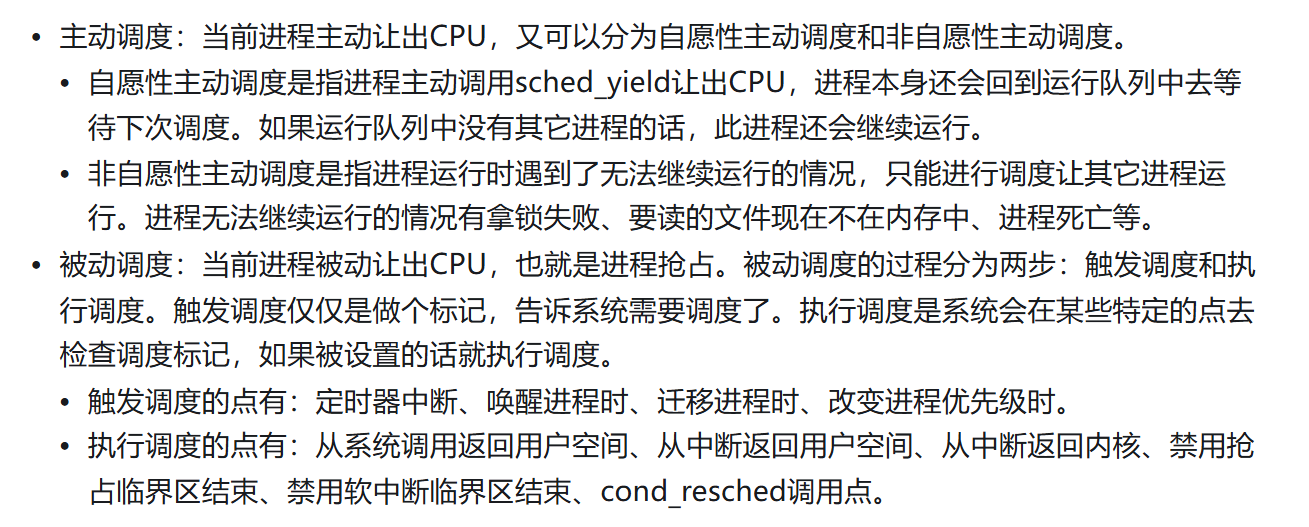 • 主动调度：当前进程主动让出CPU，又可以分为自愿性主动调度和非自愿性主动调度。
• 自愿性主动调度是指进程主动调用sched_yield让出CPU，进程本身还会回到运行队列中去等
待下次调度。如果运行队列中没有其它进程的话，此进程还会继续运行。
• 非自愿性主动调度是指进程运行时遇到了无法继续运行的情况，只能进行调度让其它进程运
行。进程无法继续运行的情况有拿锁失败、要读的文件现在不在内存中、进程死亡等。
• 被动调度：当前进程被动让出CPU，也就是进程抢占。被动调度的过程分为两步：触发调度和执
行调度。触发调度仅仅是做个标记，告诉系统需要调度了。执行调度是系统会在某些特定的点去
检查调度标记，如果被设置的话就执行调度。
• 触发调度的点有：定时器中断、唤醒进程时、迁移进程时、改变进程优先级时。
• 执行调度的点有：从系统调用返回用户空间、从中断返回用户空间、从中断返回内核、禁用抢
占临界区结束、禁用软中断临界区结束、cond_resched调用点。